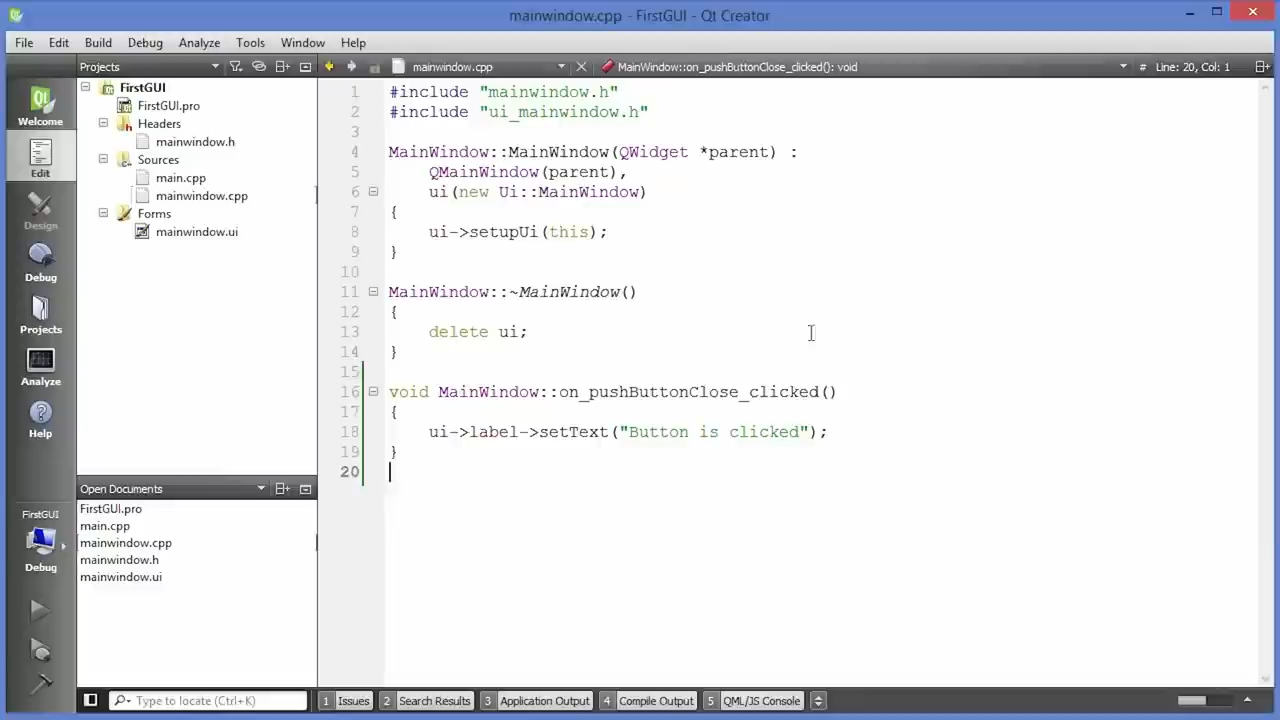 mainwindow.cpp - FirstGUI - Qt Creator
File Edit Build Debug Analyze Tools Window Help
Projects
mainwindow.cpp
MainWindow::on_pushButtonClose_clicked(): void
# Line: 20, Col: 1
Welcome
Edit
Design
Debug
Projects
Analyze
Help
FirstGUI
Debug
FirstGUI
FirstGUI.pro
Headers
mainwindow.h
Sources
main.cpp
mainwindow.cpp
Forms
mainwindow.ui
Open Documents
FirstGUI.pro
main.cpp
mainwindow.cpp
mainwindow.h
mainwindow.ui
1 #include "mainwindow.h"
2 #include "ui_mainwindow.h"
3
4 MainWindow::MainWindow(QWidget *parent) :
5 QMainWindow(parent),
6 ui(new Ui::MainWindow)
7 {
8 ui->setupUi(this);
9 }
10
11 MainWindow::~MainWindow()
12 {
13 delete ui;
14 }
15
16 void MainWindow::on_pushButtonClose_clicked()
17 {
18 ui->label->setText("Button is clicked");
19 }
20
Type to locate (Ctrl+K)
1 Issues 2 Search Results 3 Application Output 4 Compile Output 5 QML/JS Console